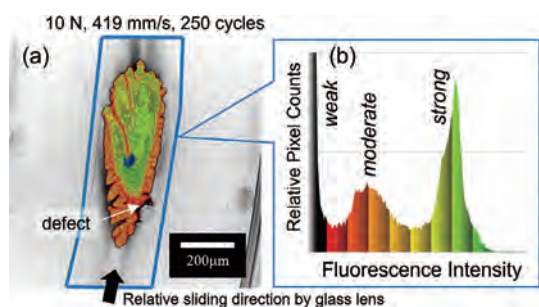 10 N, 419 mm/s, 250 cycles
(a)
defect
200μm
Relative sliding direction by glass lens
(b)
Relative Pixel Counts
weak
moderate
strong
Fluorescence Intensity